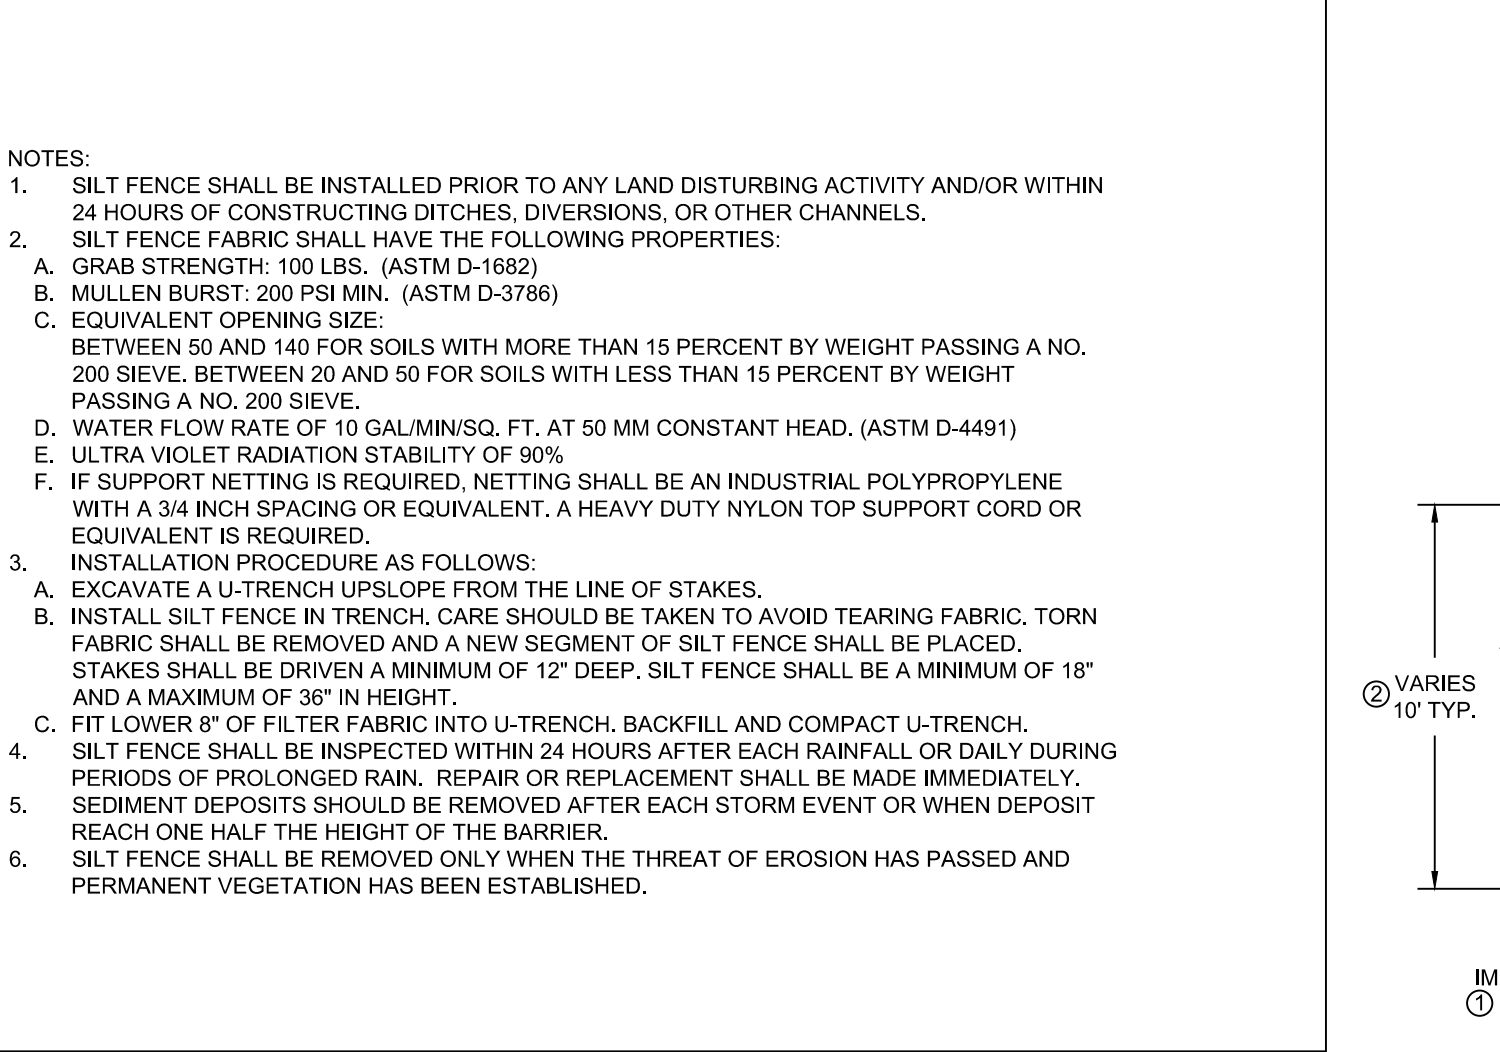 NOTES:
1. SILT FENCE SHALL BE INSTALLED PRIOR TO ANY LAND DISTURBING ACTIVITY AND/OR WITHIN
24 HOURS OF CONSTRUCTING DITCHES, DIVERSIONS, OR OTHER CHANNELS.
2. SILT FENCE FABRIC SHALL HAVE THE FOLLOWING PROPERTIES:
A. GRAB STRENGTH: 100 LBS. (ASTM D-1682)
B. MULLEN BURST: 200 PSI MIN. (ASTM D-3786)
C. EQUIVALENT OPENING SIZE:
BETWEEN 50 AND 140 FOR SOILS WITH MORE THAN 15 PERCENT BY WEIGHT PASSING A NO.
200 SIEVE. BETWEEN 20 AND 50 FOR SOILS WITH LESS THAN 15 PERCENT BY WEIGHT
PASSING A NO. 200 SIEVE.
D. WATER FLOW RATE OF 10 GAL/MIN/SQ. FT. AT 50 MM CONSTANT HEAD. (ASTM D-4491)
E. ULTRA VIOLET RADIATION STABILITY OF 90%
F. IF SUPPORT NETTING IS REQUIRED, NETTING SHALL BE AN INDUSTRIAL POLYPROPYLENE
WITH A 3/4 INCH SPACING OR EQUIVALENT. A HEAVY DUTY NYLON TOP SUPPORT CORD OR
EQUIVALENT IS REQUIRED.
3. INSTALLATION PROCEDURE AS FOLLOWS:
A. EXCAVATE A U-TRENCH UPSLOPE FROM THE LINE OF STAKES.
B. INSTALL SILT FENCE IN TRENCH. CARE SHOULD BE TAKEN TO AVOID TEARING FABRIC. TORN
FABRIC SHALL BE REMOVED AND A NEW SEGMENT OF SILT FENCE SHALL BE PLACED.
STAKES SHALL BE DRIVEN A MINIMUM OF 12" DEEP. SILT FENCE SHALL BE A MINIMUM OF 18"
AND A MAXIMUM OF 36" IN HEIGHT.
C. FIT LOWER 8" OF FILTER FABRIC INTO U-TRENCH. BACKFILL AND COMPACT U-TRENCH.
4. SILT FENCE SHALL BE INSPECTED WITHIN 24 HOURS AFTER EACH RAINFALL OR DAILY DURING
PERIODS OF PROLONGED RAIN. REPAIR OR REPLACEMENT SHALL BE MADE IMMEDIATELY.
5. SEDIMENT DEPOSITS SHOULD BE REMOVED AFTER EACH STORM EVENT OR WHEN DEPOSIT
REACH ONE HALF THE HEIGHT OF THE BARRIER.
6. SILT FENCE SHALL BE REMOVED ONLY WHEN THE THREAT OF EROSION HAS PASSED AND
PERMANENT VEGETATION HAS BEEN ESTABLISHED.
② VARIES
10' TYP.
IM
①